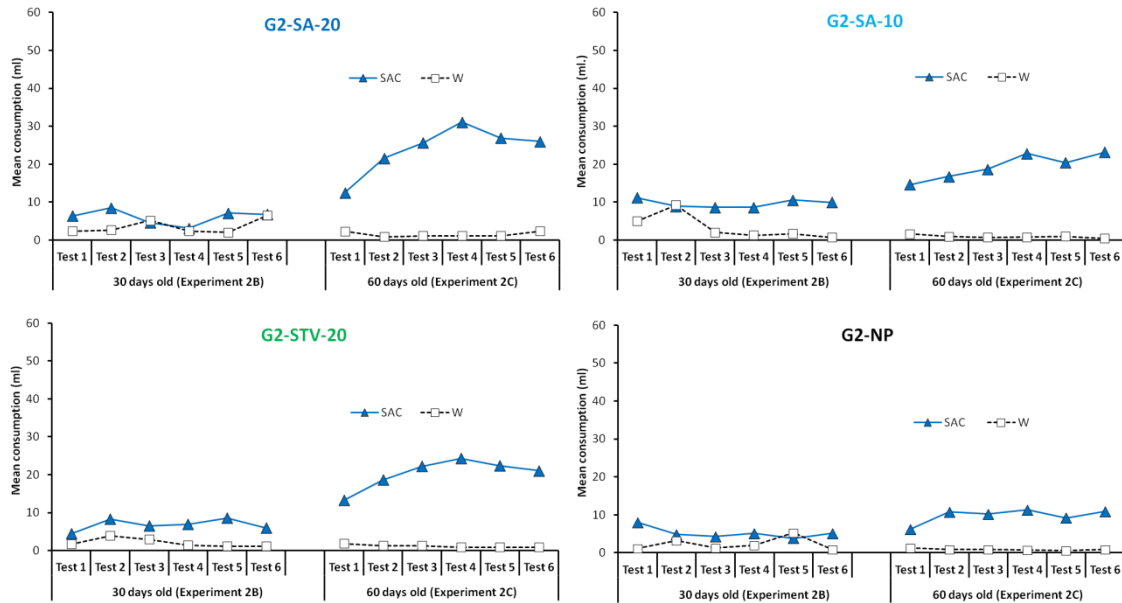 G2-SA-20
Mean consumption (ml)
60
50
40
30
20
10
0
SAC W
Test 1 Test 2 Test 3 Test 4 Test 5 Test 6 Test 1 Test 2 Test 3 Test 4 Test 5 Test 6
30 days old (Experiment 2B) 60 days old (Experiment 2C)
G2-SA-10
Mean consumption (ml.)
60
50
40
30
20
10
0
SAC W
Test 1 Test 2 Test 3 Test 4 Test 5 Test 6 Test 1 Test 2 Test 3 Test 4 Test 5 Test 6
30 days old (Experiment 2B) 60 days old (Experiment 2C)
G2-STV-20
Mean consumption (ml)
60
50
40
30
20
10
0
SAC W
Test 1 Test 2 Test 3 Test 4 Test 5 Test 6 Test 1 Test 2 Test 3 Test 4 Test 5 Test 6
30 days old (Experiment 2B) 60 days old (Experiment 2C)
G2-NP
Mean consumption (ml)
60
50
40
30
20
10
0
SAC W
Test 1 Test 2 Test 3 Test 4 Test 5 Test 6 Test 1 Test 2 Test 3 Test 4 Test 5 Test 6
30 days old (Experiment 2B) 60 days old (Experiment 2C)